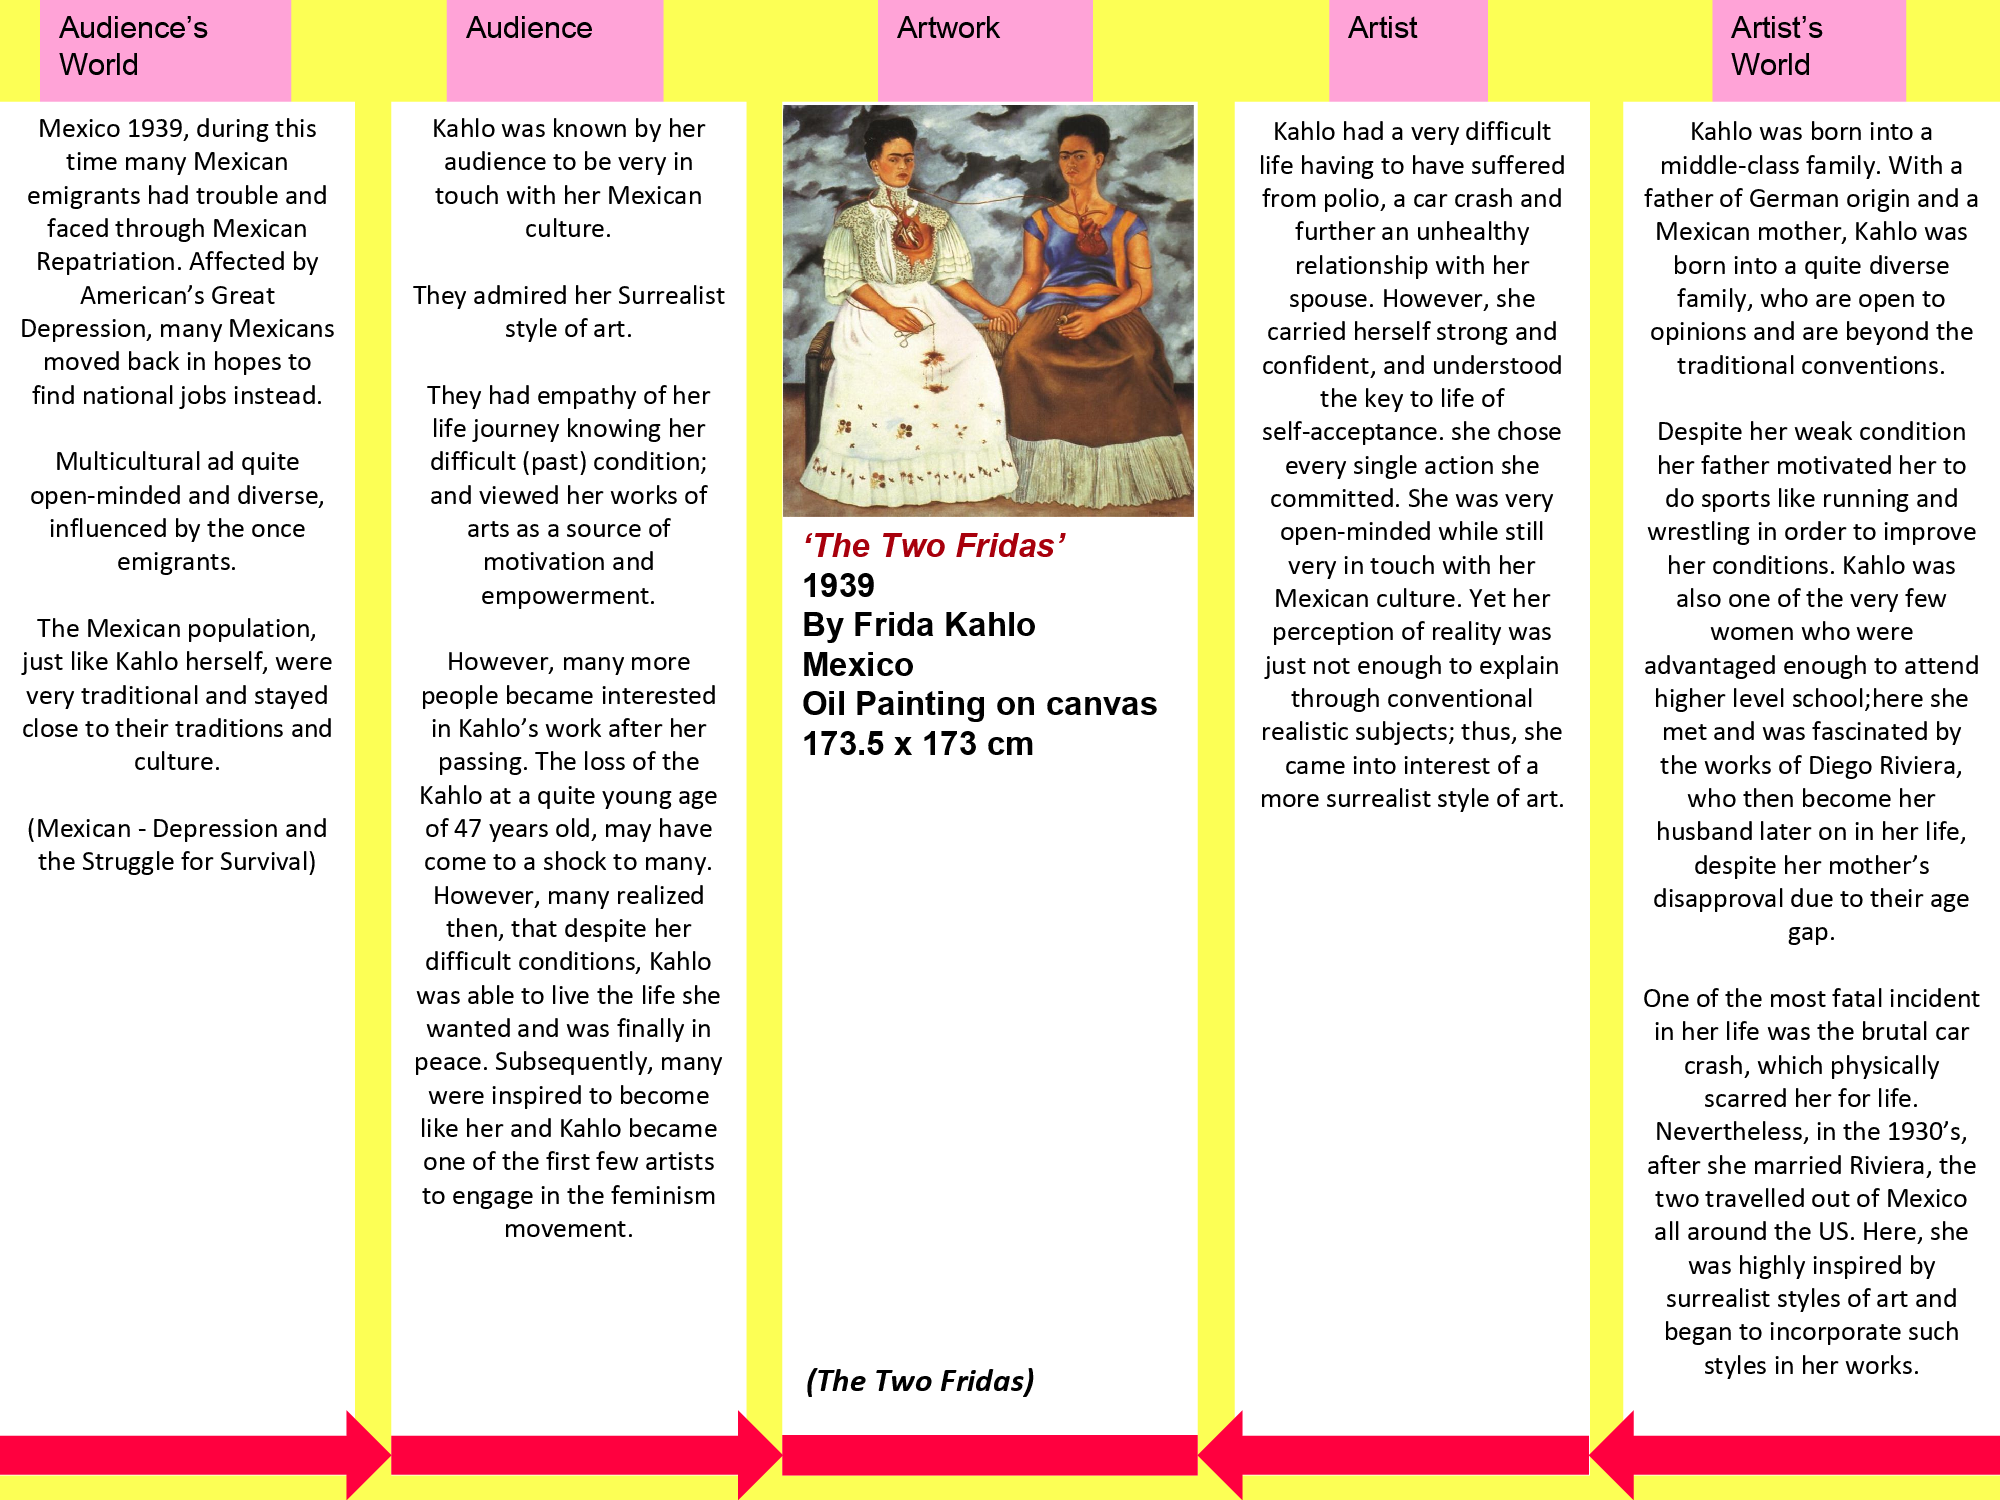 Audience’s
World
Mexico 1939, during this
time many Mexican
emigrants had trouble and
faced through Mexican
Repatriation. Affected by
American’s Great
Depression, many Mexicans
moved back in hopes to
find national jobs instead.
Multicultural ad quite
open-minded and diverse,
influenced by the once
emigrants.
The Mexican population,
just like Kahlo herself, were
very traditional and stayed
close to their traditions and
culture.
(Mexican - Depression and
the Struggle for Survival)
Audience
Kahlo was known by her
audience to be very in
touch with her Mexican
culture.
They admired her Surrealist
style of art.
They had empathy of her
life journey knowing her
difficult (past) condition;
and viewed her works of
arts as a source of
motivation and
empowerment.
However, many more
people became interested
in Kahlo’s work after her
passing. The loss of the
Kahlo at a quite young age
of 47 years old, may have
come to a shock to many.
However, many realized
then, that despite her
difficult conditions, Kahlo
was able to live the life she
wanted and was finally in
peace. Subsequently, many
were inspired to become
like her and Kahlo became
one of the first few artists
to engage in the feminism
movement.
Artwork
‘The Two Fridas’
1939
By Frida Kahlo
Mexico
Oil Painting on canvas
173.5 x 173 cm
(The Two Fridas)
Artist
Kahlo had a very difficult
life having to have suffered
from polio, a car crash and
further an unhealthy
relationship with her
spouse. However, she
carried herself strong and
confident, and understood
the key to life of
self-acceptance. she chose
every single action she
committed. She was very
open-minded while still
very in touch with her
Mexican culture. Yet her
perception of reality was
just not enough to explain
through conventional
realistic subjects; thus, she
came into interest of a
more surrealist style of art.
Artist’s
World
Kahlo was born into a
middle-class family. With a
father of German origin and a
Mexican mother, Kahlo was
born into a quite diverse
family, who are open to
opinions and are beyond the
traditional conventions.
Despite her weak condition
her father motivated her to
do sports like running and
wrestling in order to improve
her conditions. Kahlo was
also one of the very few
women who were
advantaged enough to attend
higher level school;here she
met and was fascinated by
the works of Diego Riviera,
who then become her
husband later on in her life,
despite her mother’s
disapproval due to their age
gap.
One of the most fatal incident
in her life was the brutal car
crash, which physically
scarred her for life.
Nevertheless, in the 1930’s,
after she married Riviera, the
two travelled out of Mexico
all around the US. Here, she
was highly inspired by
surrealist styles of art and
began to incorporate such
styles in her works.